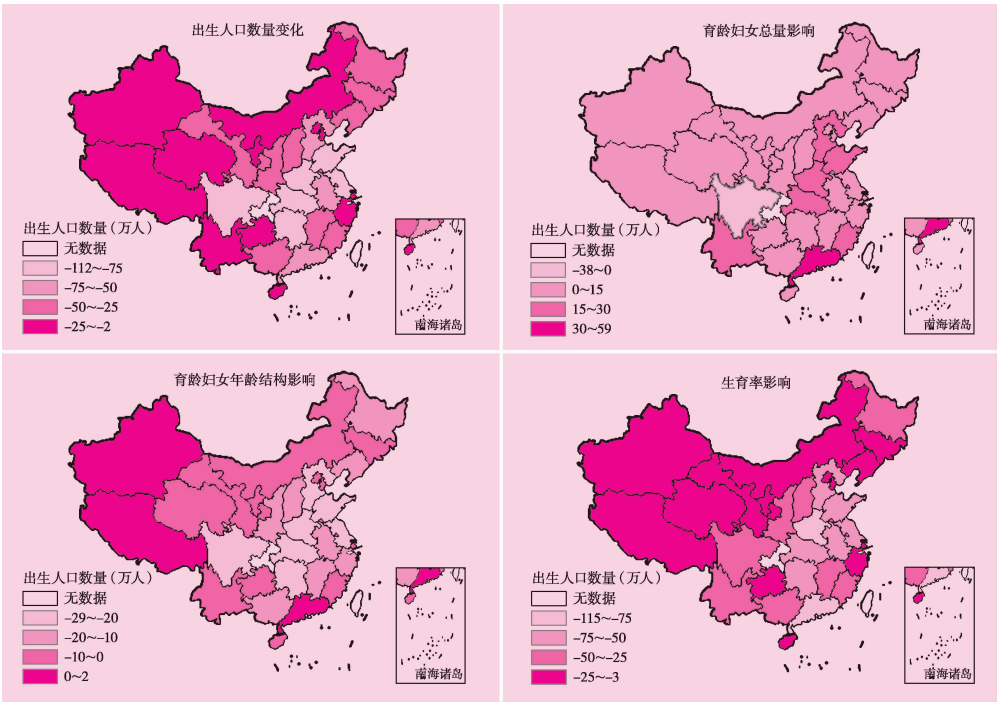 出生人口数量变化
出生人口数量(万人)
无数据
-112~-75
-75~-50
-50~-25
-25~-2
南海诸岛
育龄妇女总量影响
出生人口数量(万人)
无数据
-38~0
0~15
15~30
30~59
南海诸岛
育龄妇女年龄结构影响
出生人口数量(万人)
无数据
-29~-20
-20~-10
-10~0
0~2
南海诸岛
生育率影响
出生人口数量(万人)
无数据
-115~-75
-75~-50
-50~-25
-25~-3
南海诸岛